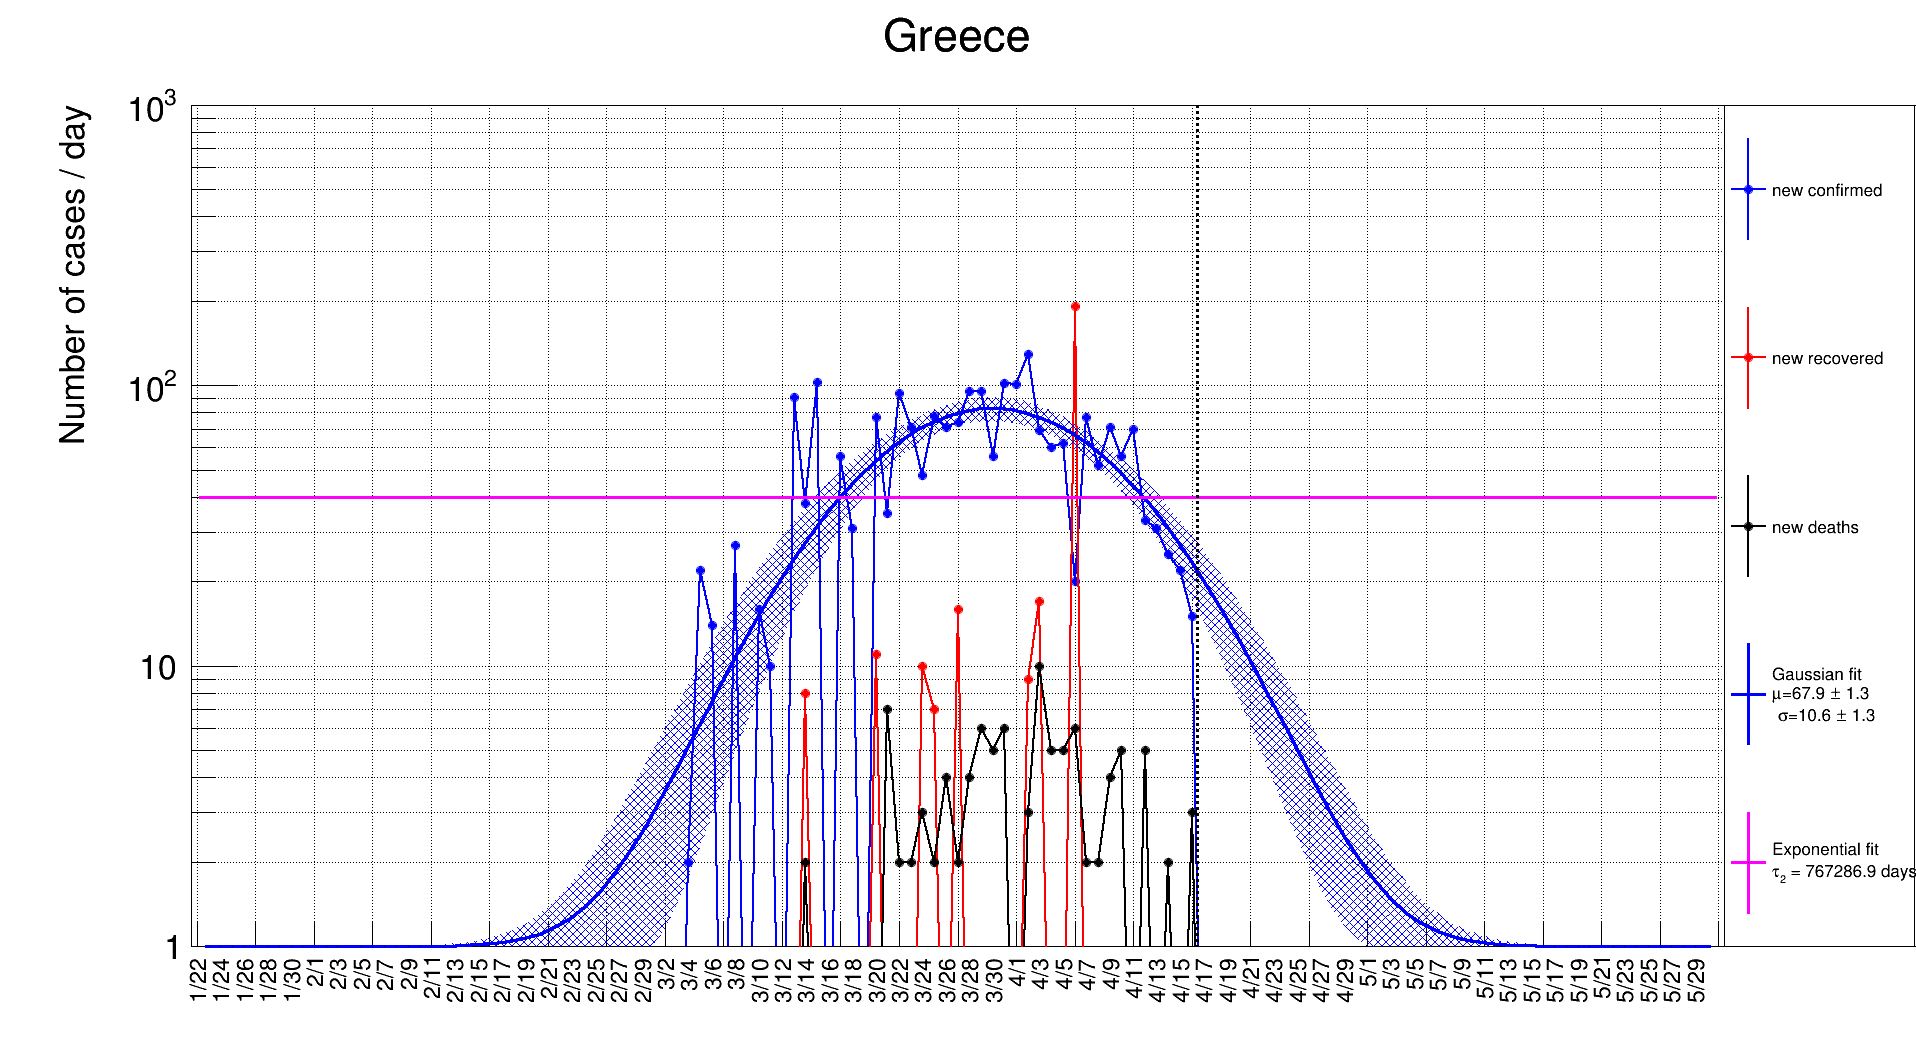 Greece
Number of cases / day
10³
10²
10
1
1/22 1/24 1/26 1/28 1/30 2/1 2/3 2/5 2/7 2/9 2/11 2/13 2/15 2/17 2/19 2/21 2/23 2/25 2/27 2/29 3/2 3/4 3/6 3/8 3/10 3/12 3/14 3/16 3/18 3/20 3/22 3/24 3/26 3/28 3/30 4/1 4/3 4/5 4/7 4/9 4/11 4/13 4/15 4/17 4/19 4/21 4/23 4/25 4/27 4/29 5/1 5/3 5/5 5/7 5/9 5/11 5/13 5/15 5/17 5/19 5/21 5/23 5/25 5/27 5/29
new confirmed
new recovered
new deaths
Gaussian fit
μ=67.9 ± 1.3
σ=10.6 ± 1.3
Exponential fit
τ₂ = 767286.9 days